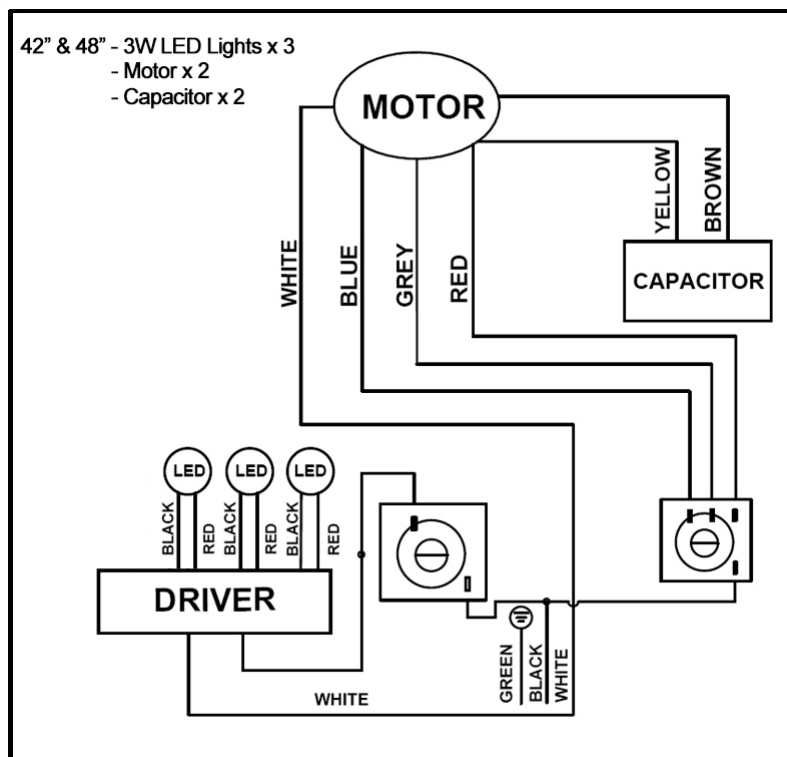 42” & 48” - 3W LED Lights x 3
- Motor x 2
- Capacitor x 2
MOTOR
WHITE
BLUE
GREY
RED
YELLOW
BROWN
CAPACITOR
LED
LED
LED
BLACK
RED
BLACK
RED
BLACK
RED
DRIVER
WHITE
GREEN
BLACK
WHITE